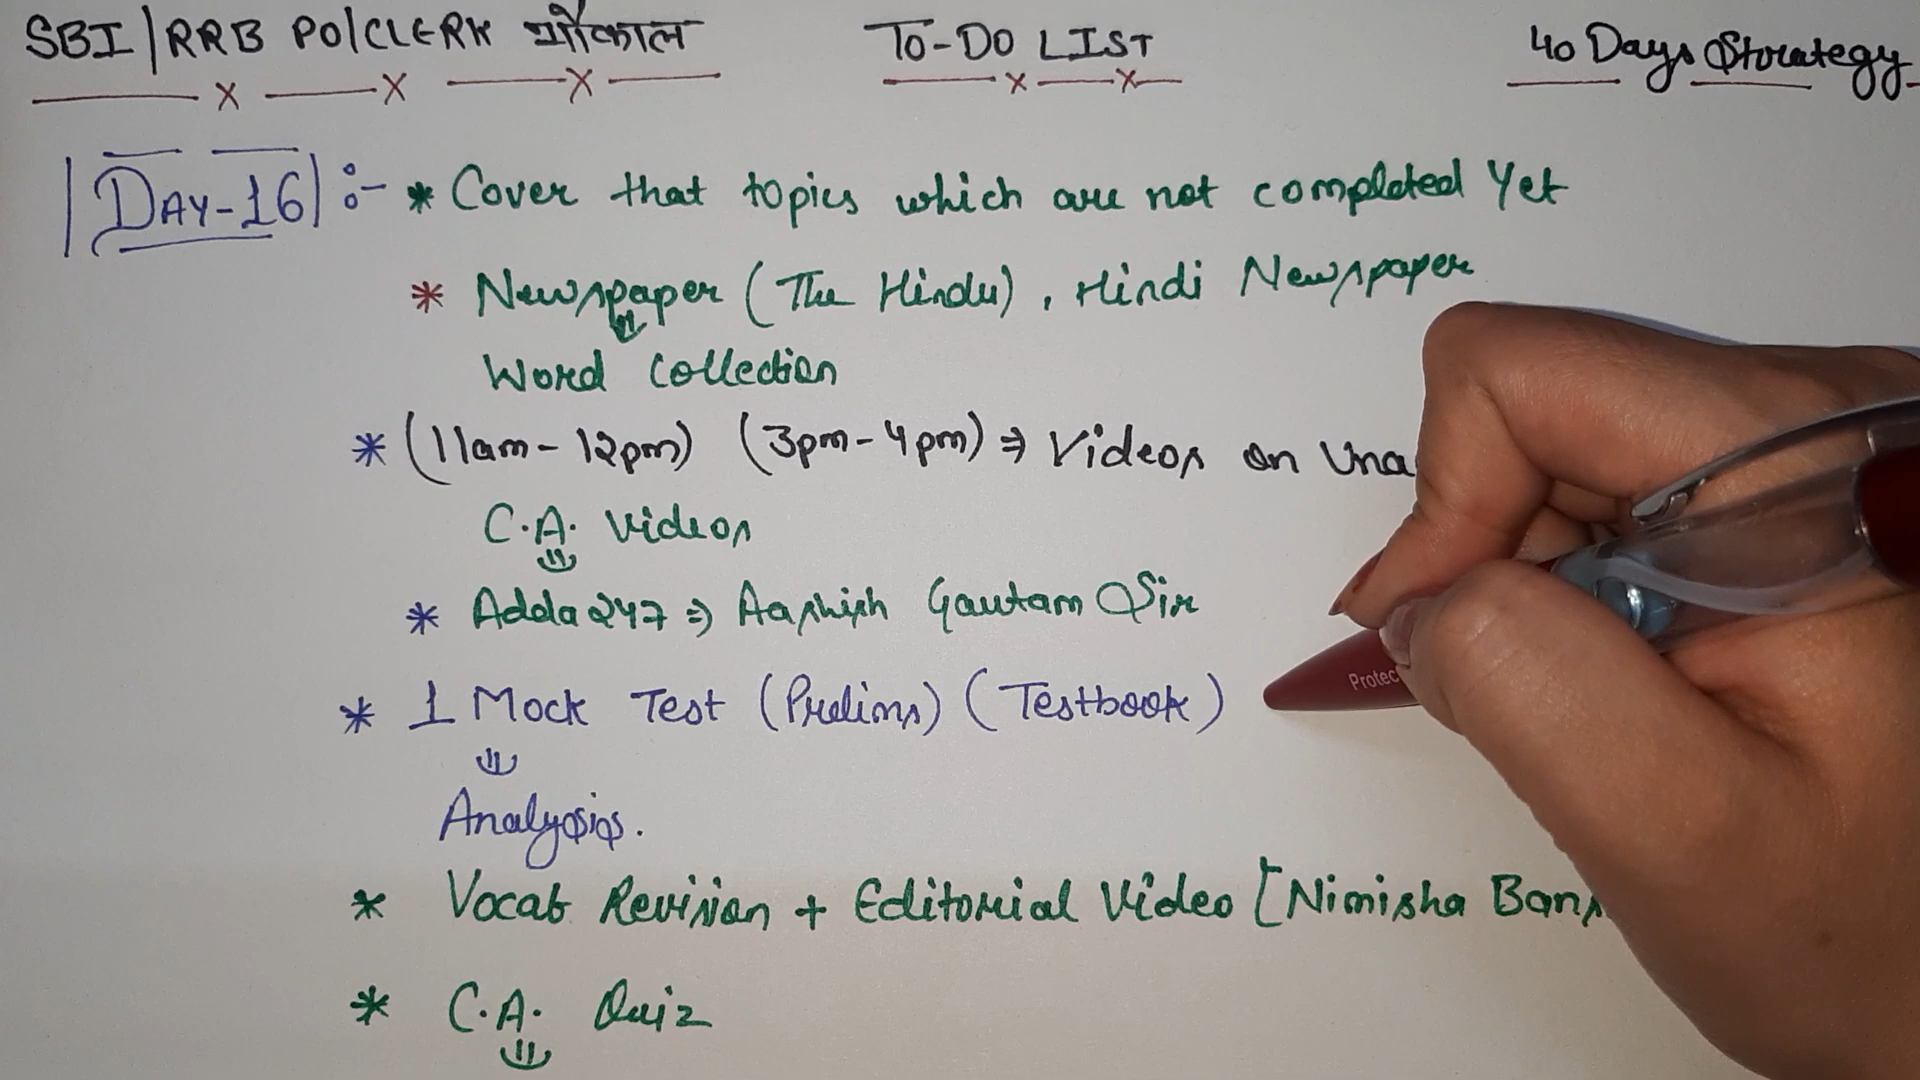 SBI/RRB PO/CLERK भौकाल
TO-DO LIST
40 Days Strategy
DAY-16 :- * Cover that topics which are not completed Yet
* Newspaper (The Hindu), Hindi Newspaper
Word Collection
* (11am-12pm) (3pm-4pm) ⇒ Videos on Una
C.A. Videos
* Adda247 ⇒ Aashish Gautam Sir
* 1 Mock Test (Prelims) (Testbook)
Analysis.
* Vocab Revision + Editorial Video [Nimisha Bans
* C.A. Quiz
Protec